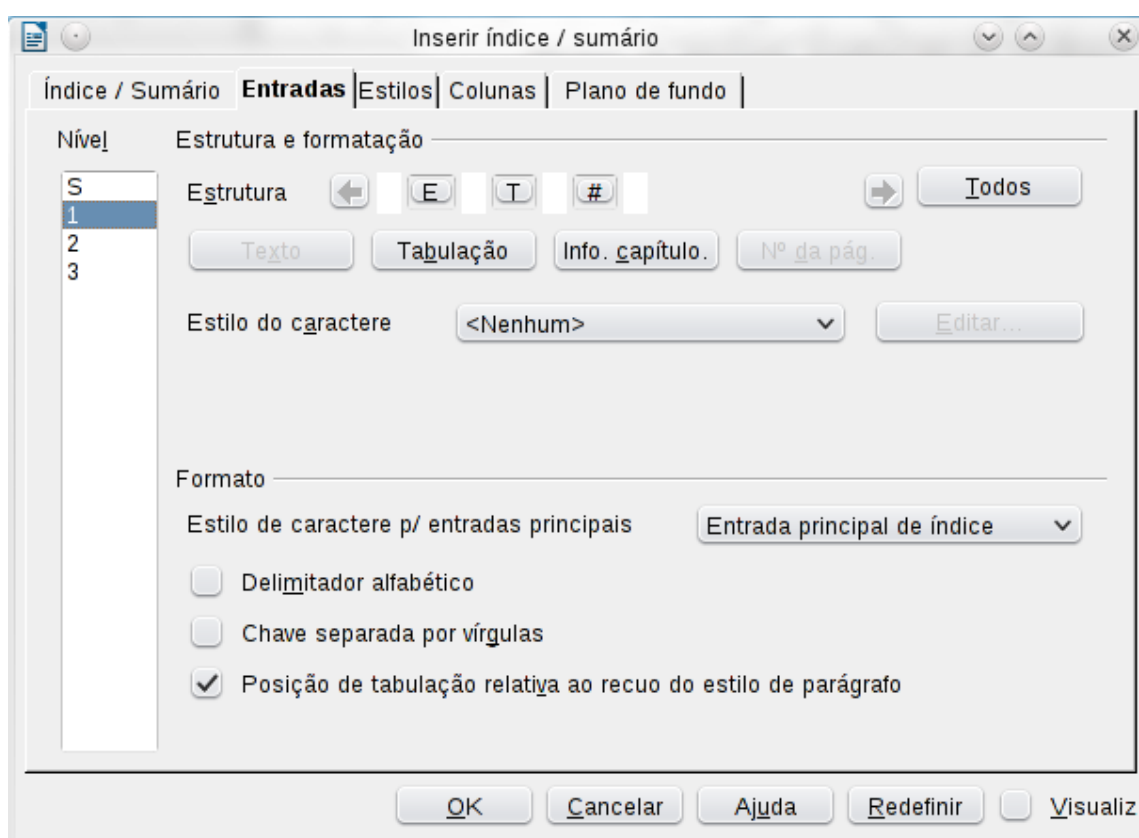 Inserir índice / sumário
Índice / Sumário Entradas Estilos Colunas Plano de fundo
Nível Estrutura e formatação
S
1
2
3
Estrutura E T # Todos
Texto Tabulação Info. capítulo. Nº da pág.
Estilo do caractere <Nenhum> Editar...
Formato
Estilo de caractere p/ entradas principais Entrada principal de índice
Delimitador alfabético
Chave separada por vírgulas
Posição de tabulação relativa ao recuo do estilo de parágrafo
OK Cancelar Ajuda Redefinir Visualiz